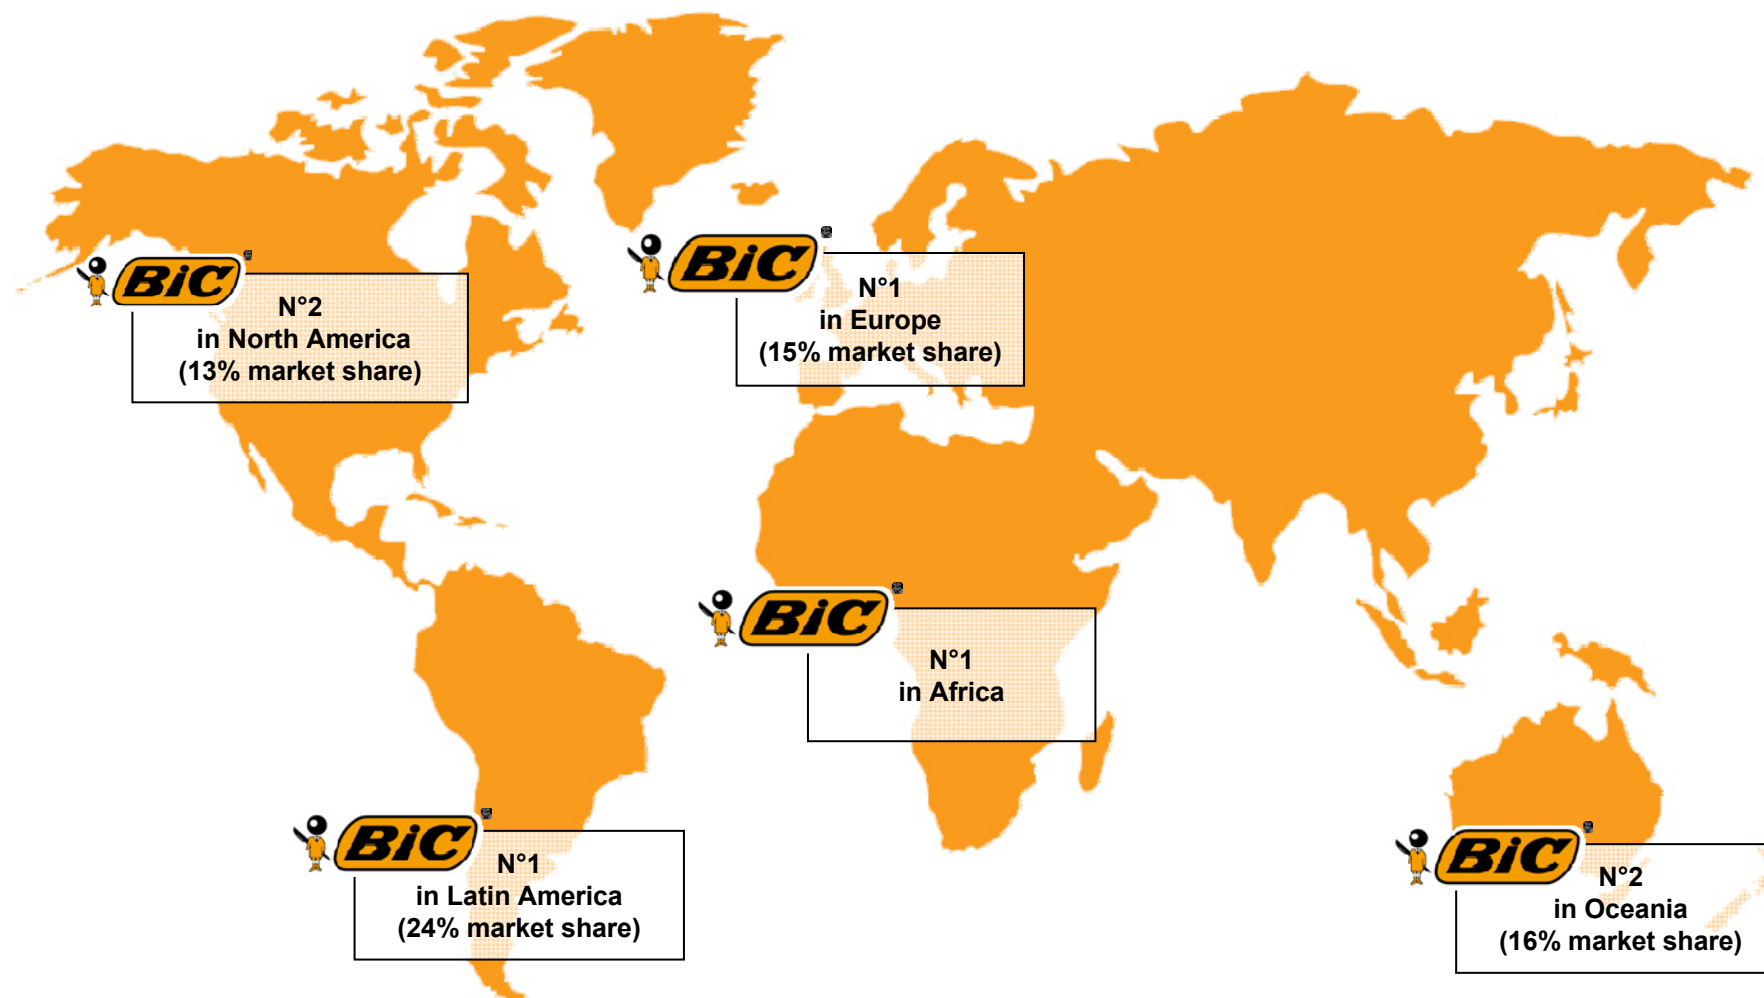 BiC
N°2
in North America
(13% market share)
BiC
N°1
in Europe
(15% market share)
BiC
N°1
in Africa
BiC
N°1
in Latin America
(24% market share)
BiC
N°2
in Oceania
(16% market share)